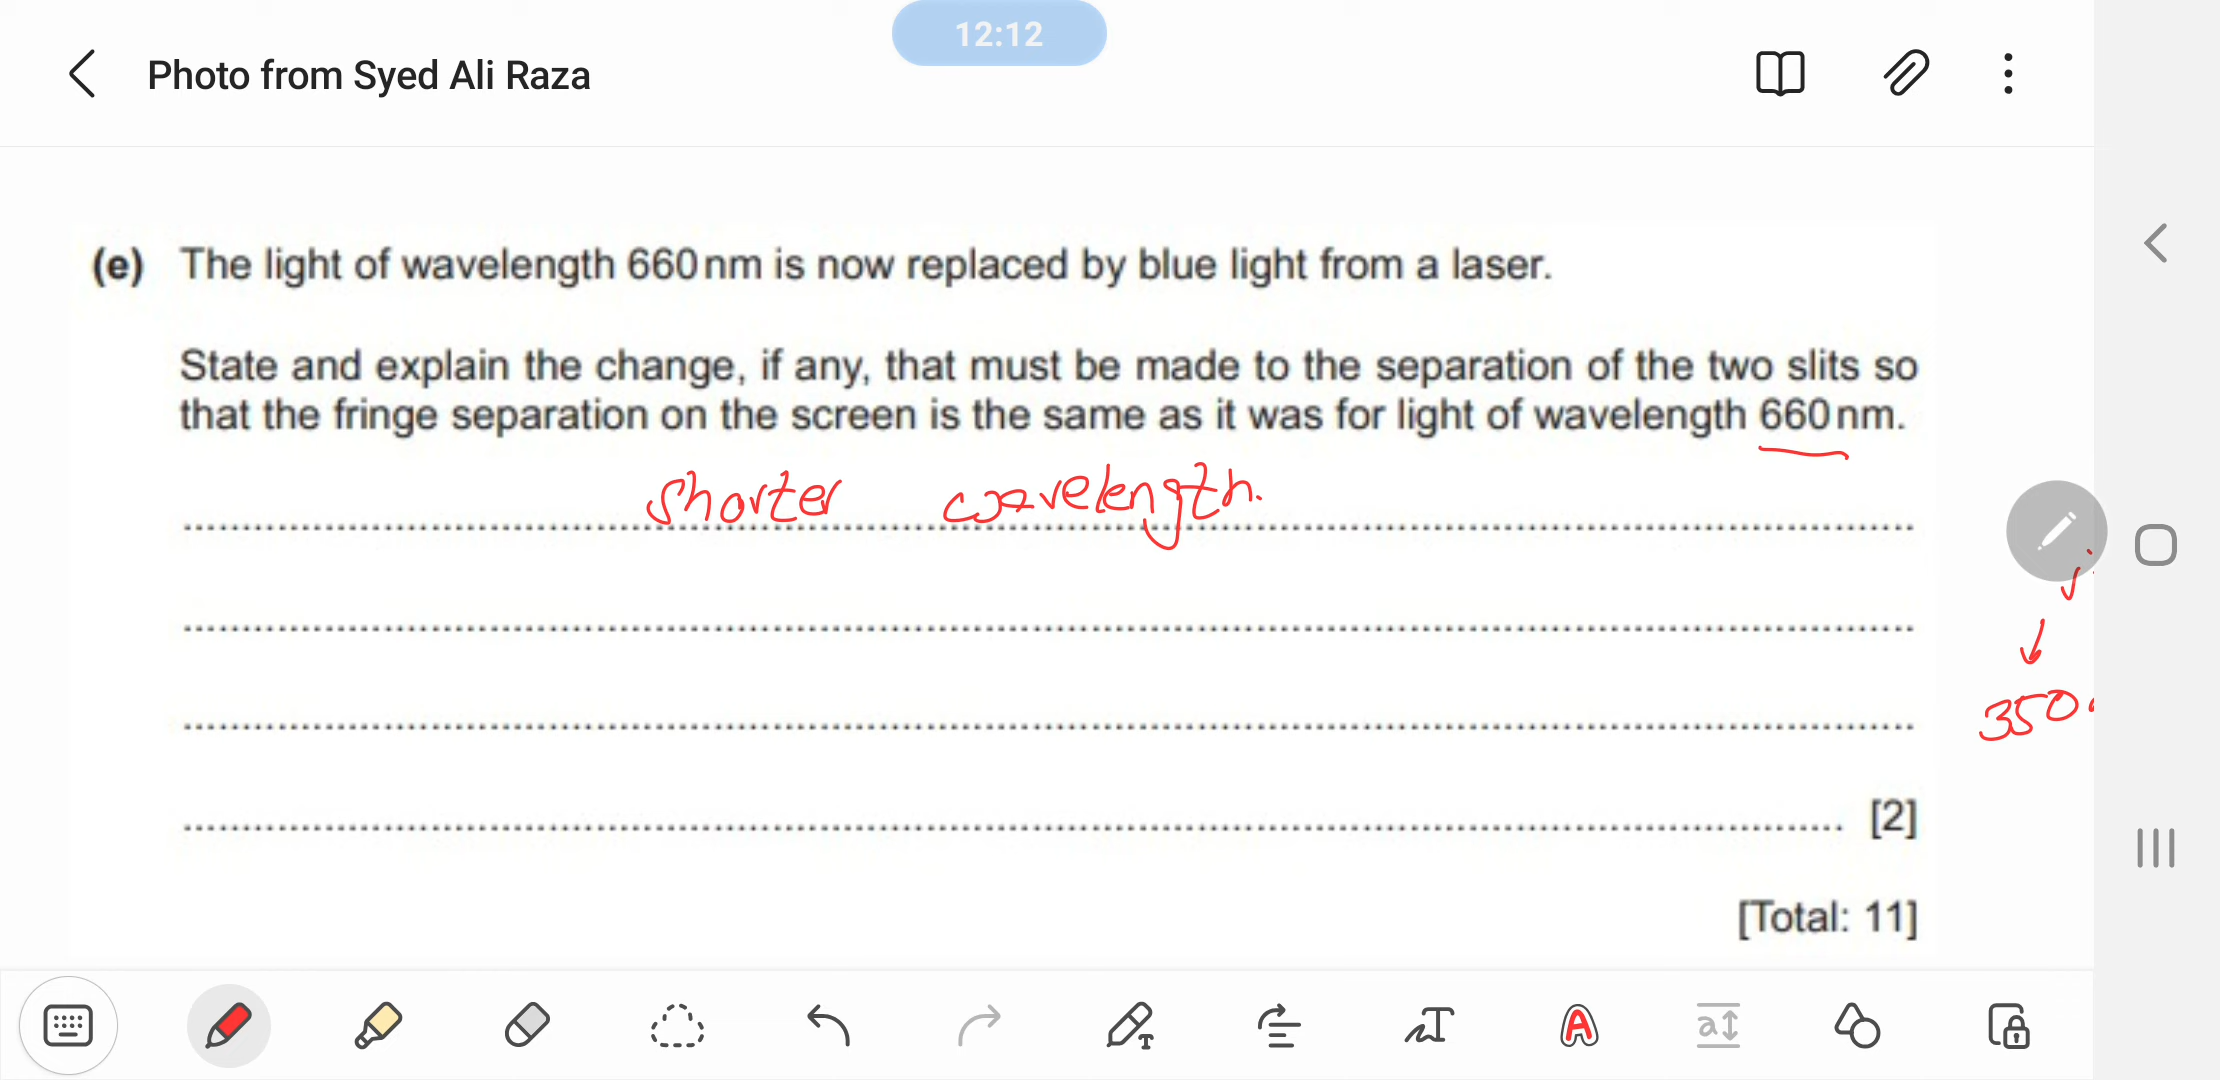 12:12
Photo from Syed Ali Raza
(e) The light of wavelength 660 nm is now replaced by blue light from a laser.
State and explain the change, if any, that must be made to the separation of the two slits so
that the fringe separation on the screen is the same as it was for light of wavelength 660 nm.
shorter wavelength.
350
[2]
[Total: 11]